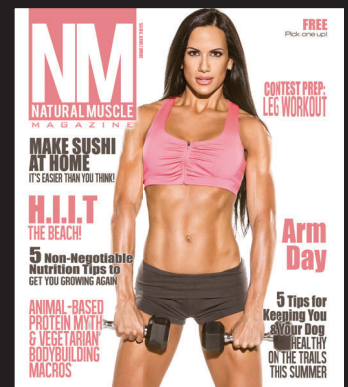 NM
NATURAL MUSCLE
MAGAZINE
FREE
Pick one up!
CONTEST PREP:
LEG WORKOUT
MAKE SUSHI
AT HOME
IT'S EASIER THAN YOU THINK!
H.I.I.T
THE BEACH!
5 Non-Negotiable
Nutrition Tips to
GET YOU GROWING AGAIN
ANIMAL-BASED
PROTEIN MYTH
& VEGETARIAN
BODYBUILDING
MACROS
Arm
Day
5 Tips for
Keeping You
& Your Dog
HEALTHY
ON THE TRAILS
THIS SUMMER